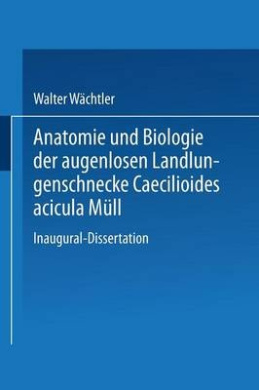 Walter Wächtler
Anatomie und Biologie
der augenlosen Landlun-
genschnecke Caecilioides
acicula Müll
Inaugural-Dissertation